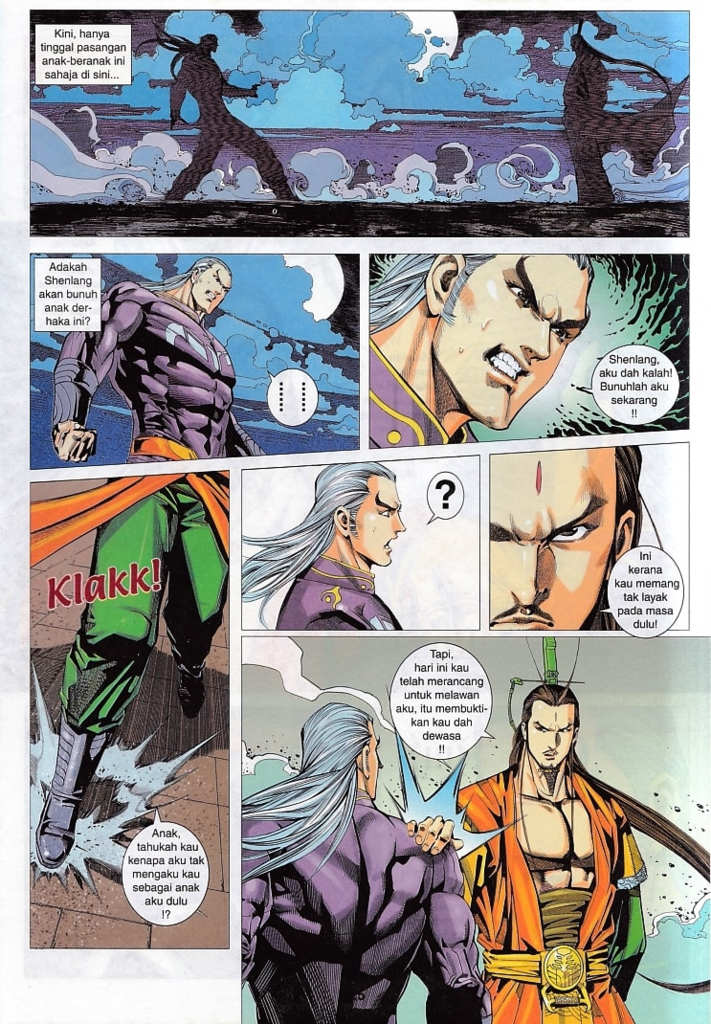 Kini, hanya
tinggal pasangan
anak-beranak ini
sahaja di sini...
Adakah
Shenlang
akan bunuh
anak der-
haka ini?
......
Shenlang,
aku dah kalah!
Bunuhlah aku
sekarang
!!
Klakk!
Anak,
tahukah kau
kenapa aku tak
mengaku kau
sebagai anak
aku dulu
!?
?
Ini
kerana
kau memang
tak layak
pada masa
dulu!
Tapi,
hari ini kau
telah merancang
untuk melawan
aku, itu membukti-
kan kau dah
dewasa
!!